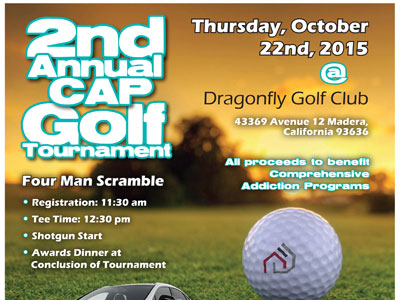 2nd
Annual
CAP
Golf
Tournament
Thursday, October
22nd, 2015
@
Dragonfly Golf Club
43369 Avenue 12 Madera,
California 93636
All proceeds to benefit
Comprehensive
Addiction Programs
Four Man Scramble
• Registration: 11:30 am
• Tee Time: 12:30 pm
• Shotgun Start
• Awards Dinner at
Conclusion of Tournament